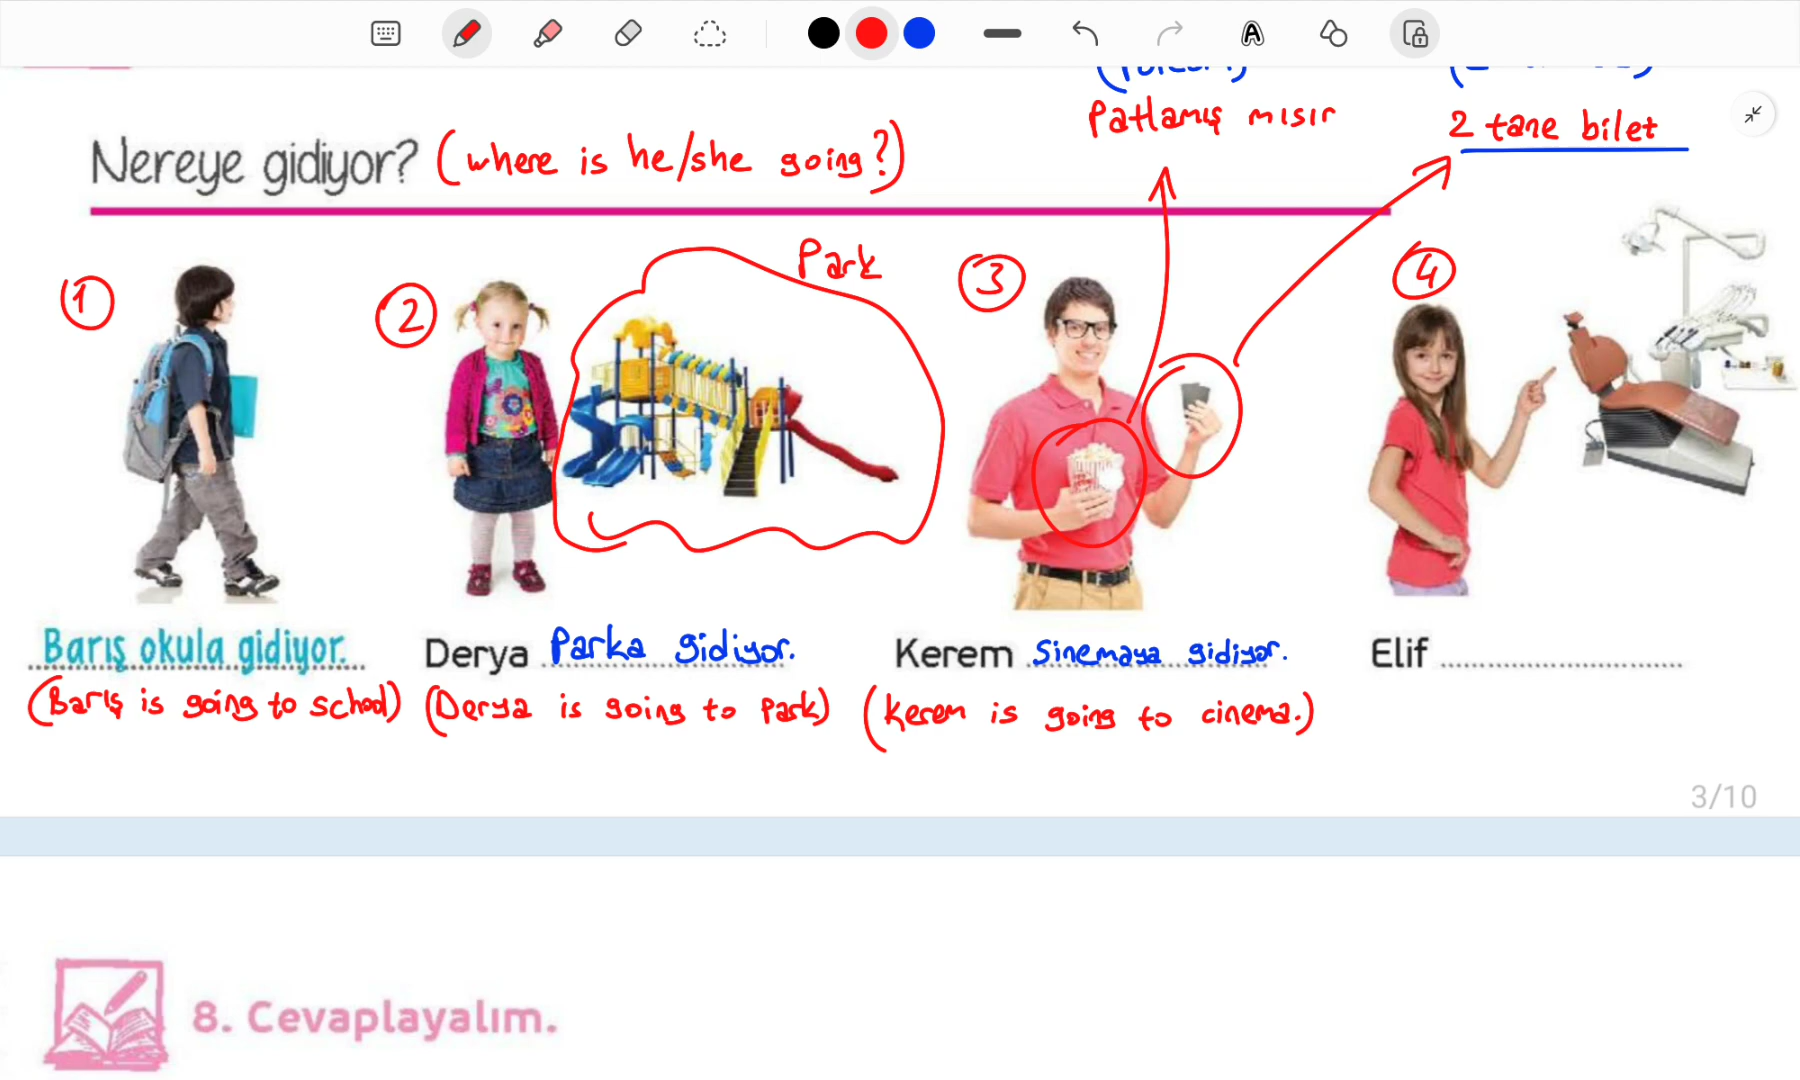 Patlamış mısır
2 tane bilet
Nereye gidiyor? (where is he/she going?)
Park
1
2
3
4
Barış okula gidiyor.
Derya Parka gidiyor.
Kerem Sinemaya gidiyor.
Elif
(Barış is going to school)
(Derya is going to park)
(Kerem is going to cinema.)
3/10
8. Cevaplayalım.